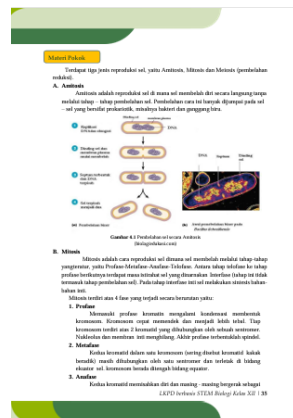 Materi Pokok
Terdapat tiga jenis reproduksi sel, yaitu Amitosis, Mitosis dan Meiosis (pembelahan
reduksi).
A. Amitosis
Amitosis adalah reproduksi sel di mana sel membelah diri secara langsung tanpa
melalui tahap – tahap pembelahan sel. Pembelahan cara ini banyak dijumpai pada sel
– sel yang bersifat prokariotik, misalnya bakteri dan ganggang biru.
DNA
DNA
Septum
Dinding
sel
Gambar 4.1 Pembelahan sel secara Amitosis
B. Mitosis
Mitosis adalah cara reproduksi sel dimana sel membelah melalui tahap-tahap
yang teratur, yaitu Profase-Metafase-Anafase-Telofase. Antara tahap telofase ke tahap
profase berikutnya terdapat masa istirahat sel yang dinamakan Interfase (tahap ini tidak
termasuk tahap pembelahan sel). Pada tahap interfase inti sel melakukan sintesis bahan-
bahan inti.
Mitosis terdiri atas 4 fase yang terjadi secara berurutan yaitu:
1. Profase
Memasuki profase kromatin mengalami kondensasi membentuk
kromosom. Kromosom cepat memendek dan menjadi lebih tebal. Tiap
kromosom terdiri atas 2 kromatid yang dihubungkan oleh sebuah sentromer.
Nukleolus dan membran inti menghilang. Akhir profase terbentuklah spindel.
2. Metafase
Kedua kromatid dalam satu kromosom (sering disebut kromatid kakak
beradik) masih dihubungkan oleh satu sentromer dan terletak di bidang
ekuator sel. kromosom berada ditengah bidang equator.
3. Anafase
Kedua kromatid memisahkan diri dan masing - masing bergerak sebagai
LKPD berbasis STEM Biologi Kelas XII | 35